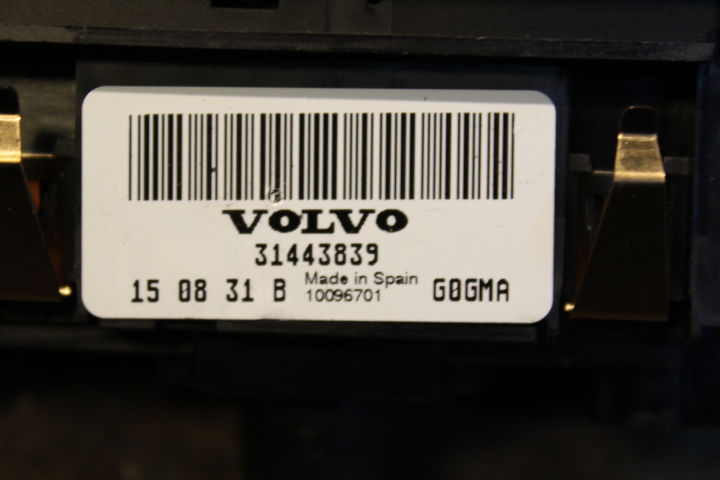 VOLVO
31443839
15 08 31 B Made in Spain G0GMA
10096701